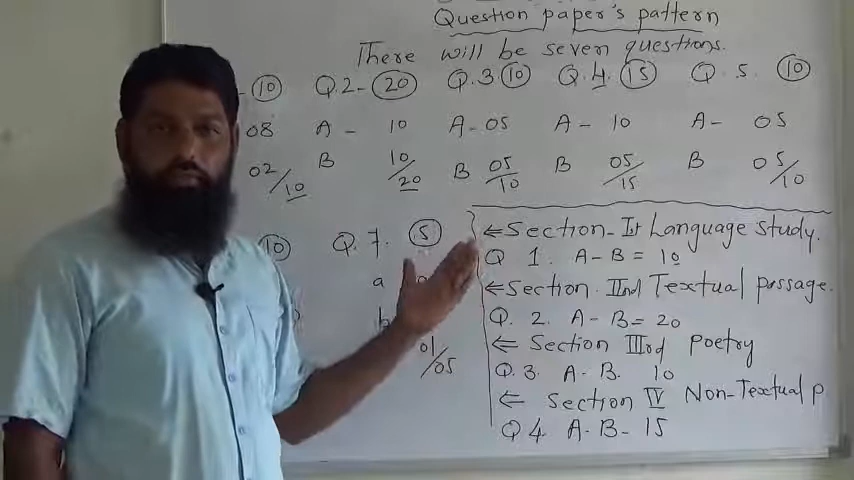 Question paper's pattern
There will be seven questions.
- 10 Q.2- 20 Q.3 10 Q.4. 15 Q. 5. 10
08 A - 10 A-05 A - 10 A- 05
02/10 B 10/20 B 05/10 B 05/15 B 05/10
10 Q.7. 5
a
b
01/05
←Section-Ist Language study.
Q 1. A-B = 10
←Section. IInd Textual passage.
Q. 2. A-B= 20
← Section IIIrd poetry
Q.3. A-B. 10
← Section IV Non-Textual p
Q4. A-B- 15